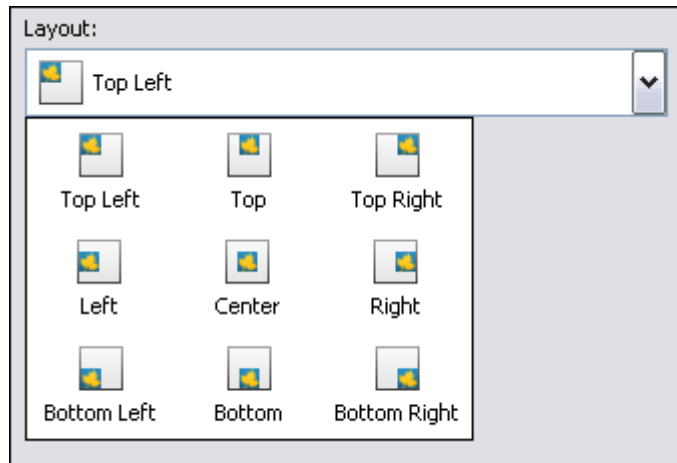 Layout:
Top Left
Top Left Top Top Right
Left Center Right
Bottom Left Bottom Bottom Right